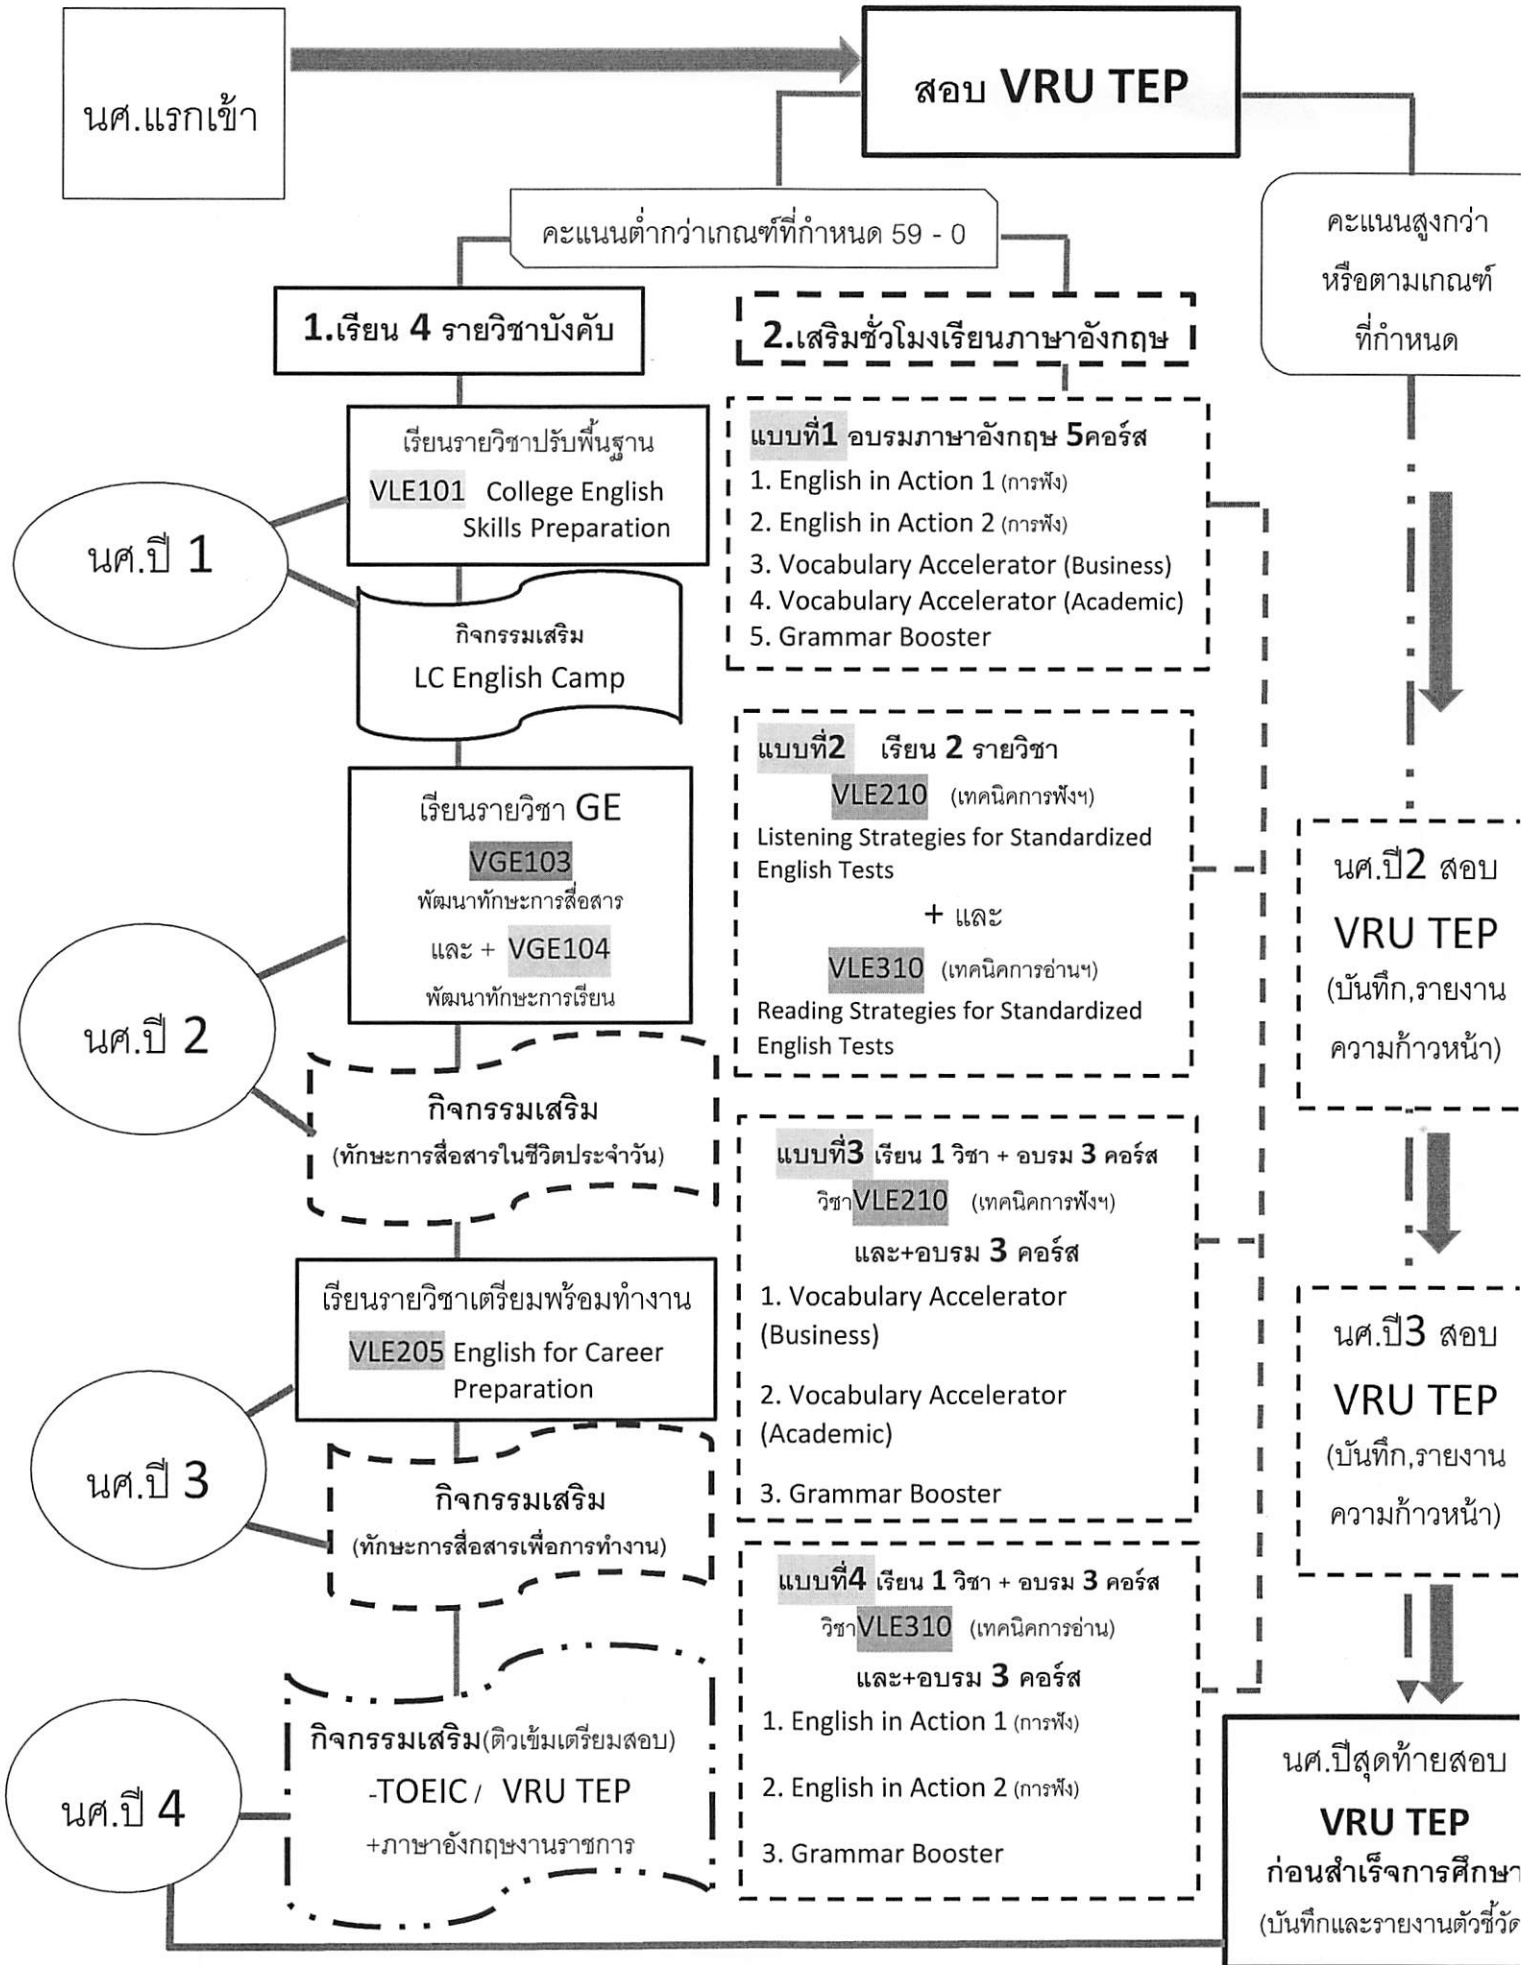 นศ.แรกเข้า
สอบ VRU TEP
คะแนนต่ำกว่าเกณฑ์ที่กำหนด 59 - 0
คะแนนสูงกว่า
หรือตามเกณฑ์
ที่กำหนด
1.เรียน 4 รายวิชาบังคับ
2.เสริมชั่วโมงเรียนภาษาอังกฤษ
นศ.ปี 1
เรียนรายวิชาปรับพื้นฐาน
VLE101 College English
Skills Preparation
กิจกรรมเสริม
LC English Camp
นศ.ปี 2
เรียนรายวิชา GE
VGE103
พัฒนาทักษะการสื่อสาร
และ + VGE104
พัฒนาทักษะการเรียน
กิจกรรมเสริม
(ทักษะการสื่อสารในชีวิตประจำวัน)
นศ.ปี 3
เรียนรายวิชาเตรียมพร้อมทำงาน
VLE205 English for Career
Preparation
กิจกรรมเสริม
(ทักษะการสื่อสารเพื่อการทำงาน)
นศ.ปี 4
กิจกรรมเสริม(ติวเข้มเตรียมสอบ)
-TOEIC / VRU TEP
+ภาษาอังกฤษงานราชการ
แบบที่1 อบรมภาษาอังกฤษ 5คอร์ส
1. English in Action 1 (การฟัง)
2. English in Action 2 (การฟัง)
3. Vocabulary Accelerator (Business)
4. Vocabulary Accelerator (Academic)
5. Grammar Booster
แบบที่2 เรียน 2 รายวิชา
VLE210 (เทคนิคการฟังฯ)
Listening Strategies for Standardized
English Tests
+ และ
VLE310 (เทคนิคการอ่านฯ)
Reading Strategies for Standardized
English Tests
แบบที่3 เรียน 1 วิชา + อบรม 3 คอร์ส
วิชาVLE210 (เทคนิคการฟังฯ)
และ+อบรม 3 คอร์ส
1. Vocabulary Accelerator
(Business)
2. Vocabulary Accelerator
(Academic)
3. Grammar Booster
แบบที่4 เรียน 1 วิชา + อบรม 3 คอร์ส
วิชาVLE310 (เทคนิคการอ่าน)
และ+อบรม 3 คอร์ส
1. English in Action 1 (การฟัง)
2. English in Action 2 (การฟัง)
3. Grammar Booster
นศ.ปี2 สอบ
VRU TEP
(บันทึก,รายงาน
ความก้าวหน้า)
นศ.ปี3 สอบ
VRU TEP
(บันทึก,รายงาน
ความก้าวหน้า)
นศ.ปีสุดท้ายสอบ
VRU TEP
ก่อนสำเร็จการศึกษา
(บันทึกและรายงานตัวชี้วัด